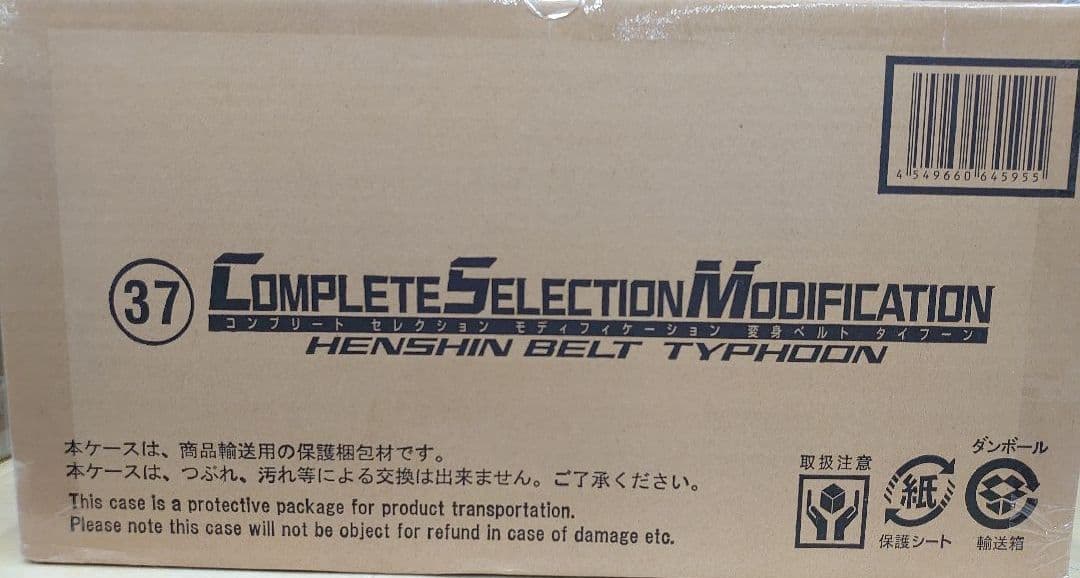 4 549660 645955
37
COMPLETE SELECTION MODIFICATION
コンプリート セレクション モディフィケーション 変身ベルト タイフーン
HENSHIN BELT TYPHOON
本ケースは、商品輸送用の保護梱包材です。
本ケースは、つぶれ、汚れ等による交換は出来ません。ご了承ください。
This case is a protective package for product transportation.
Please note this case will not be object for refund in case of damage etc.
取扱注意
紙
保護シート
ダンボール
輸送箱